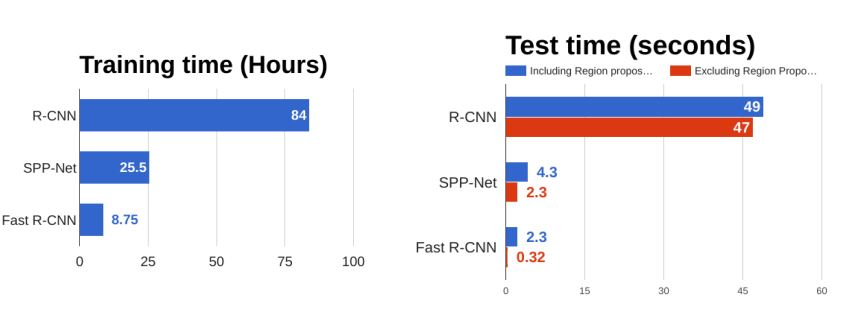 Training time (Hours)
R-CNN 84
SPP-Net 25.5
Fast R-CNN 8.75
0 25 50 75 100
Test time (seconds)
Including Region propos… Excluding Region Propo…
R-CNN 49
47
SPP-Net 4.3
2.3
Fast R-CNN 2.3
0.32
0 15 30 45 60